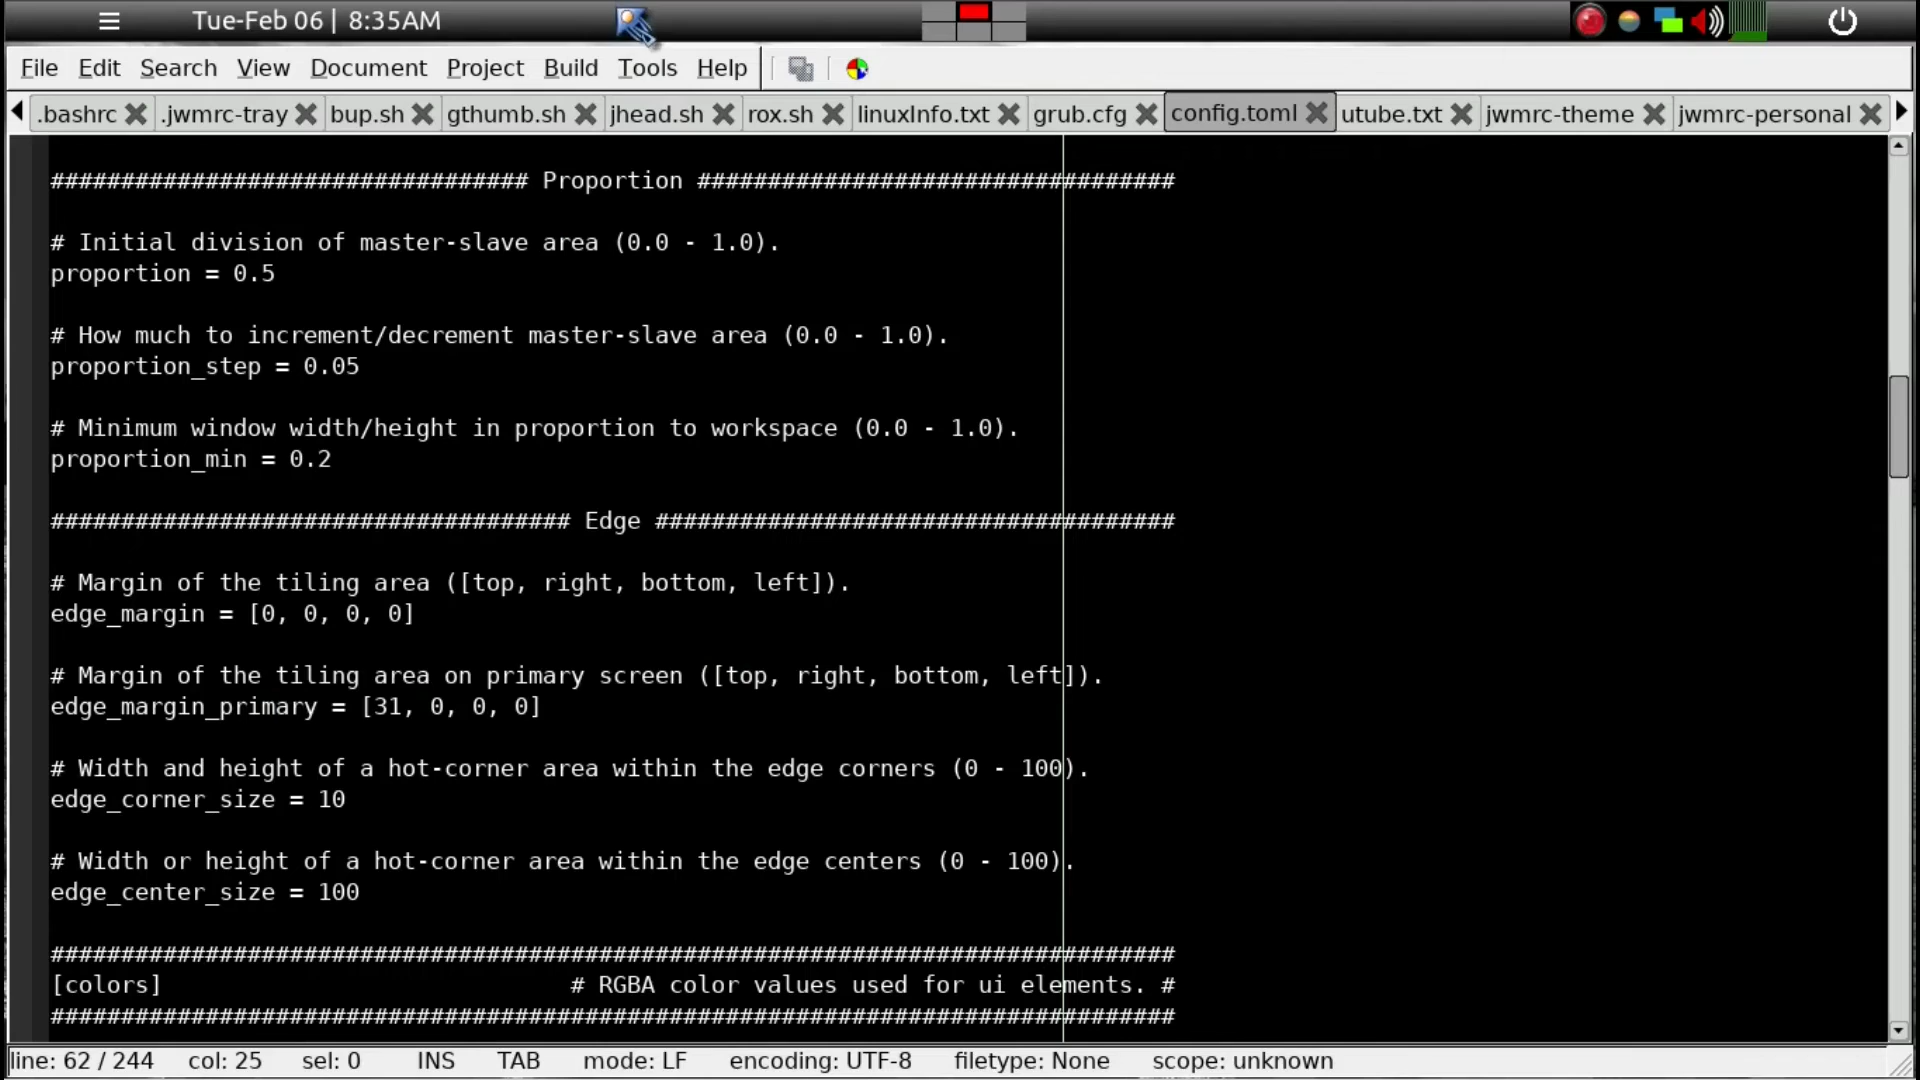 Tue-Feb 06 | 8:35AM
File Edit Search View Document Project Build Tools Help
.bashrc .jwmrc-tray bup.sh gthumb.sh jhead.sh rox.sh linuxInfo.txt grub.cfg config.toml utube.txt jwmrc-theme jwmrc-personal
################################## Proportion ##################################
# Initial division of master-slave area (0.0 - 1.0).
proportion = 0.5
# How much to increment/decrement master-slave area (0.0 - 1.0).
proportion_step = 0.05
# Minimum window width/height in proportion to workspace (0.0 - 1.0).
proportion_min = 0.2
##################################### Edge #####################################
# Margin of the tiling area ([top, right, bottom, left]).
edge_margin = [0, 0, 0, 0]
# Margin of the tiling area on primary screen ([top, right, bottom, left]).
edge_margin_primary = [31, 0, 0, 0]
# Width and height of a hot-corner area within the edge corners (0 - 100).
edge_corner_size = 10
# Width or height of a hot-corner area within the edge centers (0 - 100).
edge_center_size = 100
################################################################################
[colors]                             # RGBA color values used for ui elements. #
################################################################################
line: 62 / 244 col: 25 sel: 0 INS TAB mode: LF encoding: UTF-8 filetype: None scope: unknown